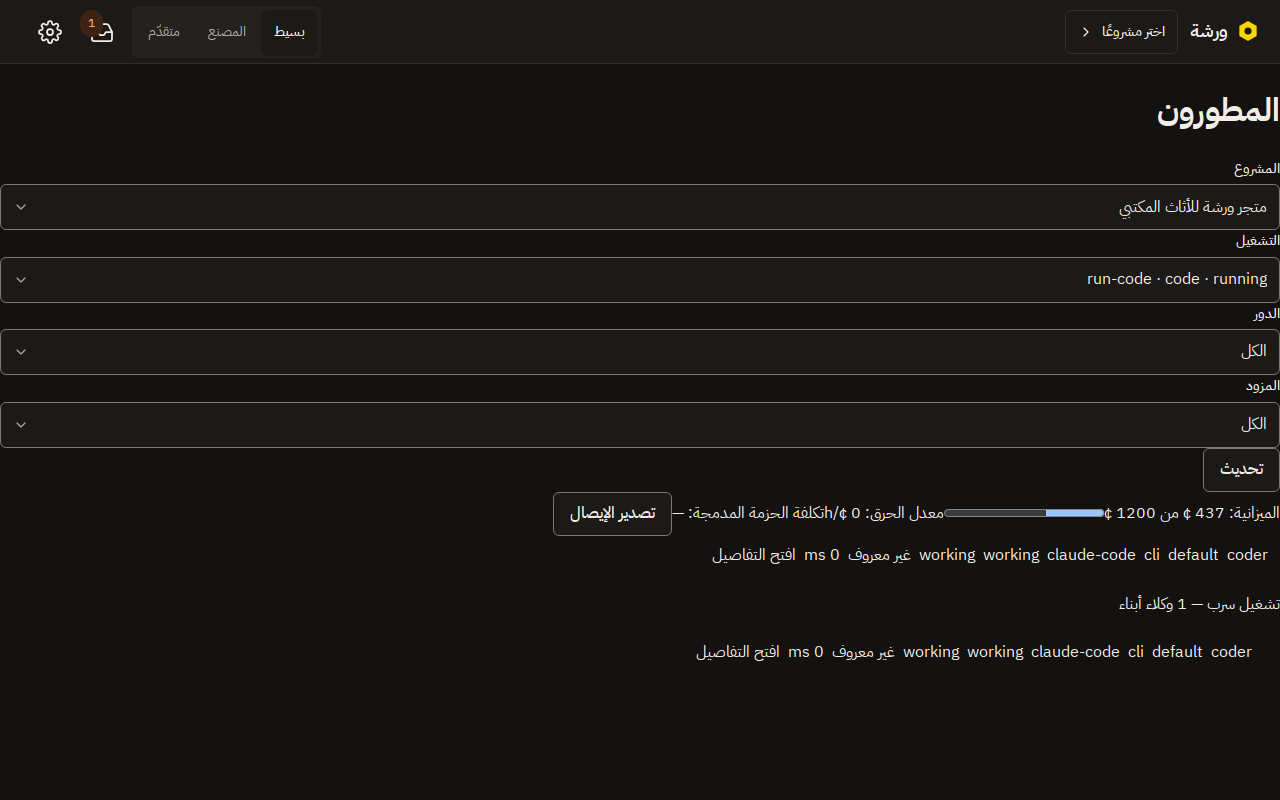 ورشة
اختر مشروعًا
بسيط
المصنع
متقدّم
1
المطورون
المشروع
متجر ورشة للأثاث المكتبي
التشغيل
run-code · code · running
الدور
الكل
المزود
الكل
تحديث
الميزانية: 437 ¢ من 1200 ¢ معدل الحرق: 0 ¢/h تكلفة الحزمة المدمجة: — تصدير الإيصال
coder default cli claude-code working working غير معروف 0 ms افتح التفاصيل
تشغيل سرب — 1 وكلاء أبناء
coder default cli claude-code working working غير معروف 0 ms افتح التفاصيل